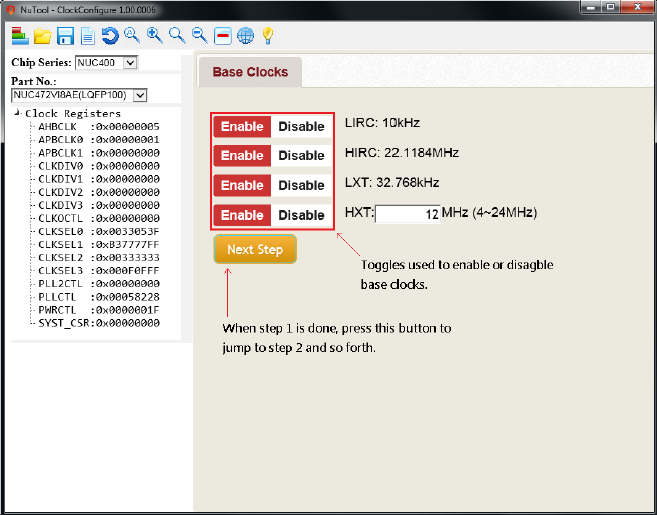 NuTool - ClockConfigure 1.00.0006
Chip Series: NUC400
Part No.:
NUC472VI8AE(LQFP100)
Clock Registers
AHBCLK :0x00000005
APBCLK0 :0x00000001
APBCLK1 :0x00000000
CLKDIV0 :0x00000000
CLKDIV1 :0x00000000
CLKDIV2 :0x00000000
CLKDIV3 :0x00000000
CLKOCTL :0x00000000
CLKSEL0 :0x0033053F
CLKSEL1 :0xB37777FF
CLKSEL2 :0x00333333
CLKSEL3 :0x000F0FFF
PLL2CTL :0x00000000
PLLCTL :0x00058228
PWRCTL :0x0000001F
SYST_CSR:0x00000000
Base Clocks
Enable Disable LIRC: 10kHz
Enable Disable HIRC: 22.1184MHz
Enable Disable LXT: 32.768kHz
Enable Disable HXT: 12 MHz (4~24MHz)
Next Step
Toggles used to enable or disagble
base clocks.
When step 1 is done, press this button to
jump to step 2 and so forth.